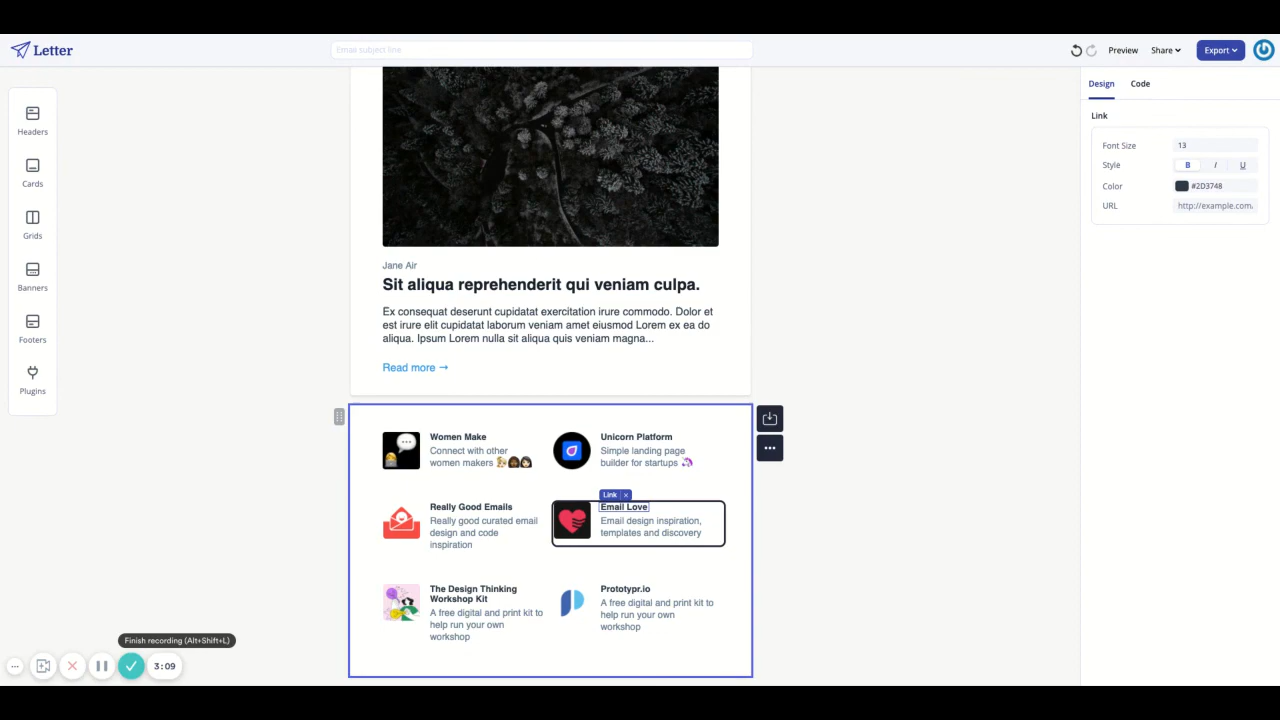 Letter
Email subject line
Preview
Share
Export
Headers
Cards
Grids
Banners
Footers
Plugins
Jane Air
Sit aliqua reprehenderit qui veniam culpa.
Ex consequat deserunt cupidatat exercitation irure commodo. Dolor et
est irure elit cupidatat laborum veniam amet eiusmod Lorem ex ea do
aliqua. Ipsum Lorem nulla sit aliqua quis veniam magna...
Read more →
Women Make
Connect with other
women makers
Unicorn Platform
Simple landing page
builder for startups
Really Good Emails
Really good curated email
design and code
inspiration
Link ×
Email Love
Email design inspiration,
templates and discovery
The Design Thinking
Workshop Kit
A free digital and print kit to
help run your own
workshop
Prototypr.io
A free digital and print kit to
help run your own
workshop
Design
Code
Link
Font Size
13
Style
B
I
U
Color
#2D3748
URL
http://example.com,
Finish recording (Alt+Shift+L)
3:09